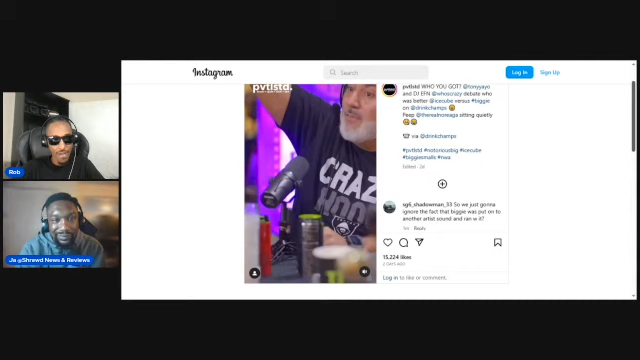 Instagram
Search
Log In
Sign Up
pvtlstd.
pvtlstd WHO YOU GOT? @tonyyayo
and DJ EFN @whoscrazy debate who
was better @icecube versus #biggie
on @drinkchamps
Peep @therealnoreaga sitting quietly
via @drinkchamps
#pvtlstd #notoriousbig #icecube
#biggiesmalls #nwa
Edited · 2d
sg6_shadowman_33 So we just gonna
ignore the fact that biggie was put on to
another artist sound and ran w it?
Reply
15,224 likes
2 DAYS AGO
Log in to like or comment.
CRAZ
HOOD
Rob
Ja @Shrewd News & Reviews